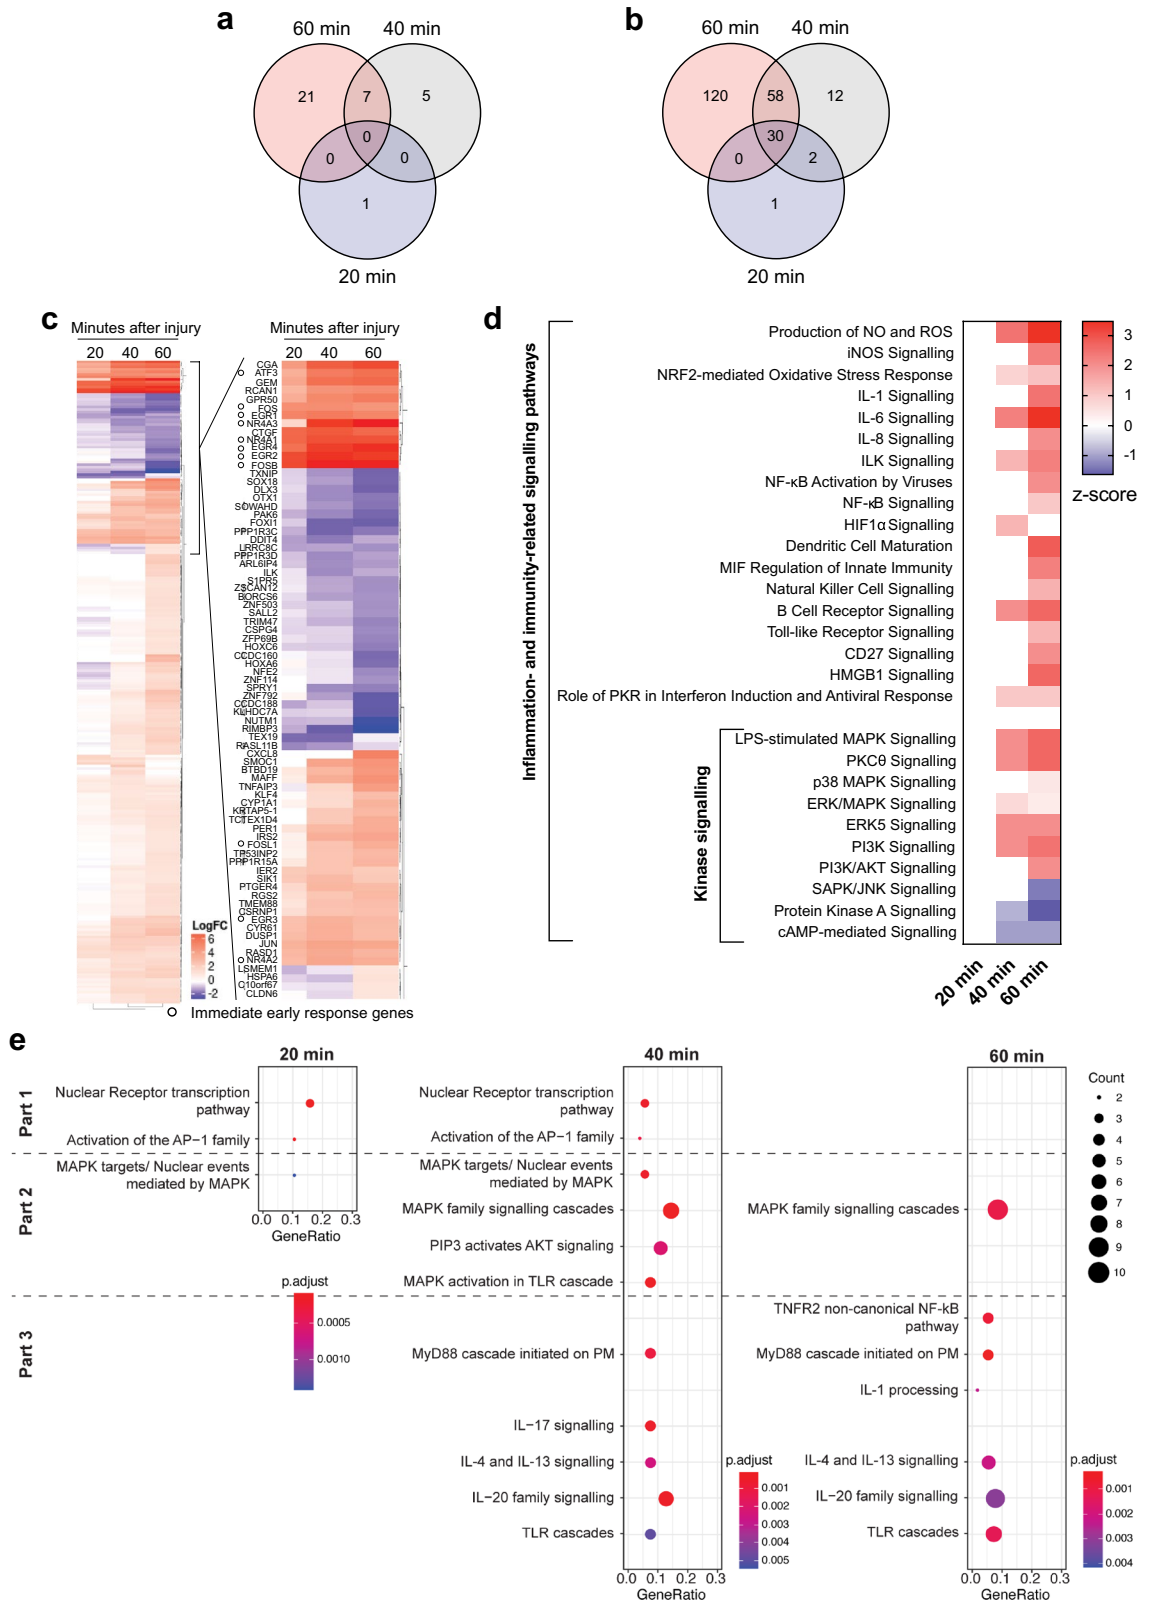 a
60 min
40 min
21
7
5
0
0
0
1
20 min
b
60 min
40 min
120
58
12
30
0
2
1
20 min
c
Minutes after injury
20 40 60
Minutes after injury
20 40 60
CGA
ATF3
GEM
RCAN1
GPR50
FOS
EGR1
NR4A3
CTGF
NR4A1
EGR4
EGR2
FOSB
TXNIP
SOX18
DLX3
OTX1
SOWAHD
PAK6
FOXI1
PPP1R3C
DDIT4
LRRC8C
PPP1R3D
ARL6IP4
ILK
S1PR5
ZSCAN12
BORCS6
ZNF503
SALL2
TRIM47
CSPG4
ZFP69B
HOXC6
CCDC160
HOXA6
NFE2
ZNF114
SPRY1
ZNF792
CCDC188
KLHDC7A
NUTM1
RIMBP3
TEX19
RASL11B
CXCL8
SMOC1
BTBD19
MAFF
TNFAIP3
KLF4
CYP1A1
KRTAP5-1
TCTEX1D4
PER1
IRS2
FOSL1
TP53INP2
PPP1R15A
IER2
SIK1
PTGER4
RGS2
TMEM88
CSRNP1
EGR3
CYR61
DUSP1
JUN
RASD1
NR4A2
LSMEM1
HSPA6
C10orf67
CLDN6
LogFC
6
4
2
0
-2
Immediate early response genes
d
Inflammation- and immunity-related signalling pathways
Production of NO and ROS
iNOS Signalling
NRF2-mediated Oxidative Stress Response
IL-1 Signalling
IL-6 Signalling
IL-8 Signalling
ILK Signalling
NF-κB Activation by Viruses
NF-κB Signalling
HIF1α Signalling
Dendritic Cell Maturation
MIF Regulation of Innate Immunity
Natural Killer Cell Signalling
B Cell Receptor Signalling
Toll-like Receptor Signalling
CD27 Signalling
HMGB1 Signalling
Role of PKR in Interferon Induction and Antiviral Response
Kinase signalling
LPS-stimulated MAPK Signalling
PKCθ Signalling
p38 MAPK Signalling
ERK/MAPK Signalling
ERK5 Signalling
PI3K Signalling
PI3K/AKT Signalling
SAPK/JNK Signalling
Protein Kinase A Signalling
cAMP-mediated Signalling
20 min
40 min
60 min
3
2
1
0
-1
z-score
e
Part 1
Part 2
Part 3
20 min
Nuclear Receptor transcription
pathway
Activation of the AP−1 family
MAPK targets/ Nuclear events
mediated by MAPK
0.0 0.1 0.2 0.3
GeneRatio
p.adjust
0.0005
0.0010
40 min
Nuclear Receptor transcription
pathway
Activation of the AP−1 family
MAPK targets/ Nuclear events
mediated by MAPK
MAPK family signalling cascades
PIP3 activates AKT signaling
MAPK activation in TLR cascade
MyD88 cascade initiated on PM
IL−17 signalling
IL-4 and IL-13 signalling
IL−20 family signalling
TLR cascades
0.0 0.1 0.2 0.3
GeneRatio
p.adjust
0.001
0.002
0.003
0.004
0.005
60 min
MAPK family signalling cascades
TNFR2 non-canonical NF-kB
pathway
MyD88 cascade initiated on PM
IL-1 processing
IL-4 and IL-13 signalling
IL−20 family signalling
TLR cascades
0.0 0.1 0.2 0.3
GeneRatio
Count
2
3
4
5
6
7
8
9
10
p.adjust
0.001
0.002
0.003
0.004